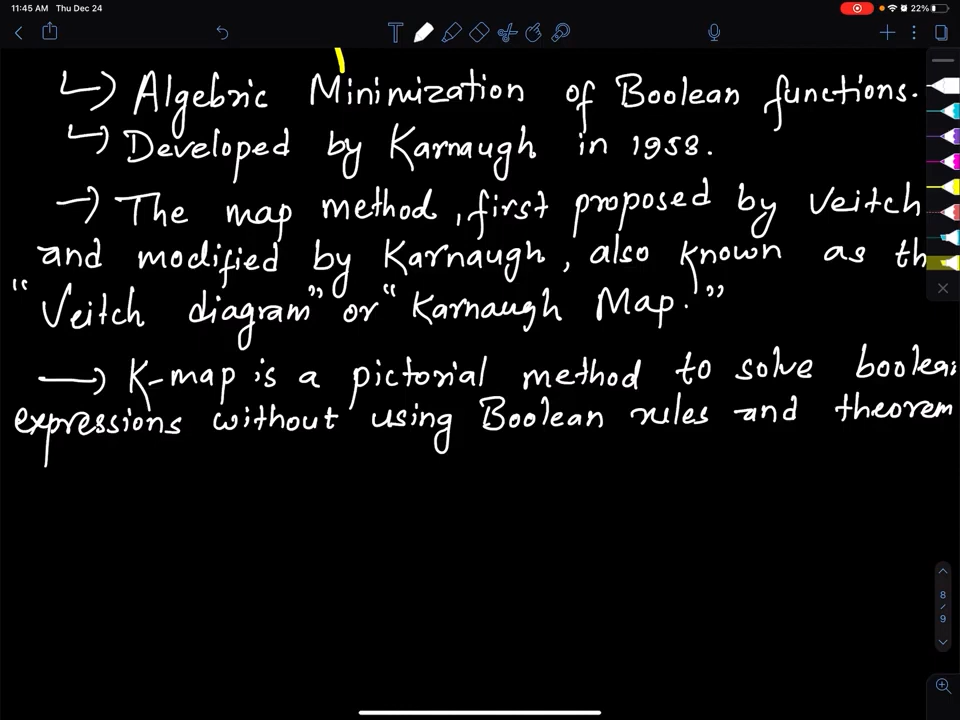 11:45 AM Thu Dec 24
22%
↳ Algebric Minimization of Boolean functions.
↳ Developed by Karnaugh in 1953.
→ The map method, first proposed by Veitch
and modified by Karnaugh, also known as th
"Veitch diagram" or "Karnaugh Map."
→ K-map is a pictorial method to solve boolean
expressions without using Boolean rules and theorem
8
/
9